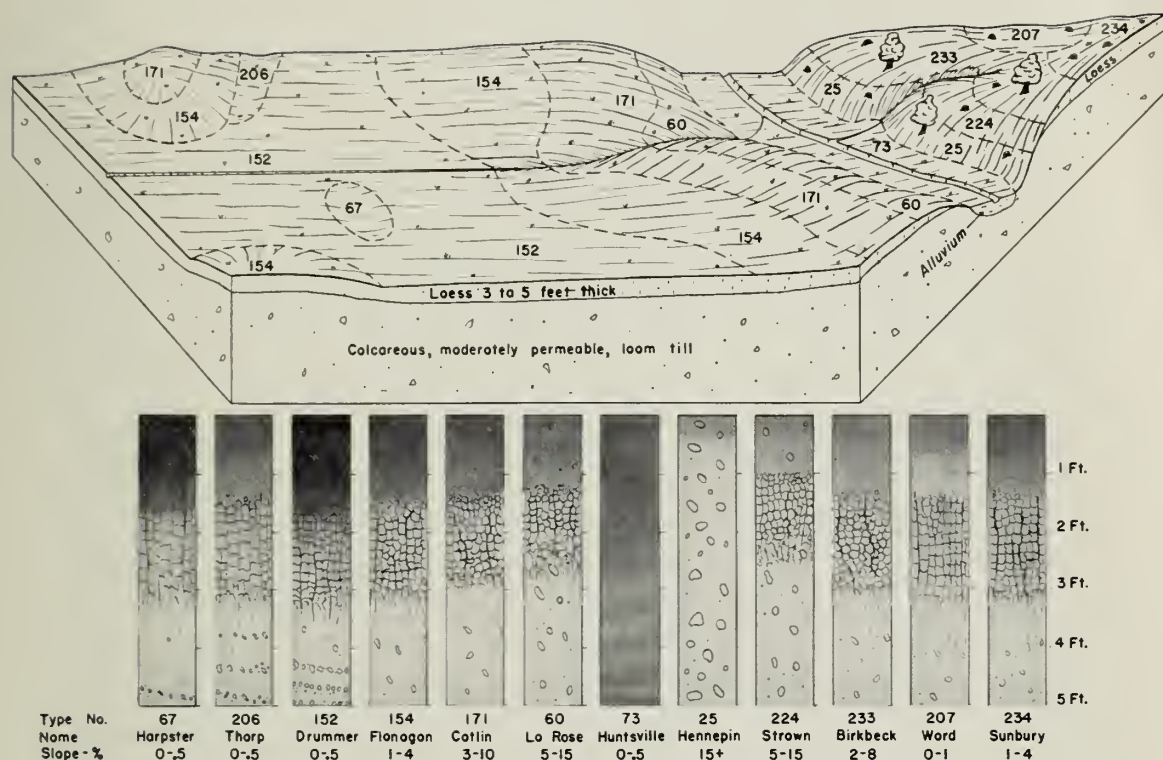 171
206
154
152
154
171
60
67
152
154
154
171
60
73
25
233
207
234
Loess
224
25
Alluvium
Loess 3 to 5 feet thick
Calcareous, moderately permeable, loam till
1 Ft.
2 Ft.
3 Ft.
4 Ft.
5 Ft.
Type No. 67 206 152 154 171 60 73 25 224 233 207 234
Name Harpster Thorp Drummer Flanagan Catlin La Rose Huntsville Hennepin Strawn Birkbeck Ward Sunbury
Slope-% 0-.5 0-.5 0-.5 1-4 3-10 5-15 0-.5 15+ 5-15 2-8 0-1 1-4